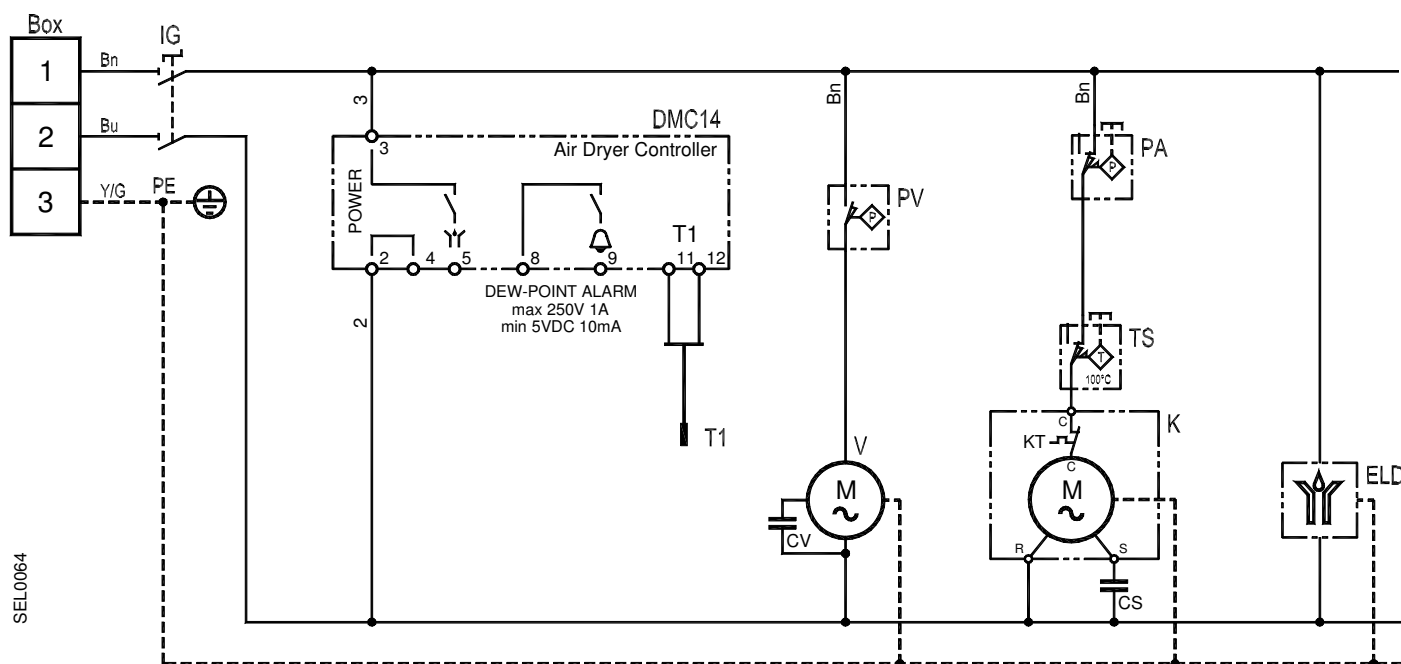 Box
IG
1
Bn
2
Bu
3
Y/G
PE
3
DMC14
3
Air Dryer Controller
POWER
T1
2
4
5
8
9
11
12
DEW-POINT ALARM
max 250V 1A
min 5VDC 10mA
2
T1
Bn
PV
P
V
M
CV
Bn
PA
P
TS
T
100°C
C
K
KT
C
M
R
S
CS
ELD
SEL0064